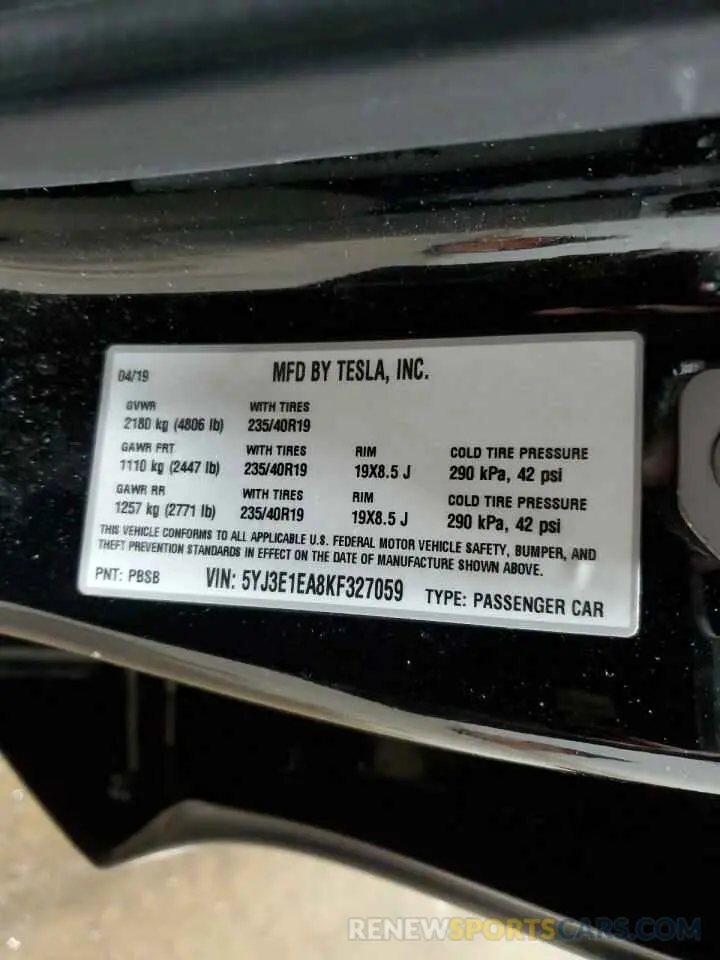 04/19 MFD BY TESLA, INC.
GVWR WITH TIRES
2180 kg (4806 lb) 235/40R19
GAWR FRT WITH TIRES RIM COLD TIRE PRESSURE
1110 kg (2447 lb) 235/40R19 19X8.5 J 290 kPa, 42 psi
GAWR RR WITH TIRES RIM COLD TIRE PRESSURE
1257 kg (2771 lb) 235/40R19 19X8.5 J 290 kPa, 42 psi
THIS VEHICLE CONFORMS TO ALL APPLICABLE U.S. FEDERAL MOTOR VEHICLE SAFETY, BUMPER, AND
THEFT PREVENTION STANDARDS IN EFFECT ON THE DATE OF MANUFACTURE SHOWN ABOVE.
PNT: PBSB VIN: 5YJ3E1EA8KF327059 TYPE: PASSENGER CAR
RENEWSPORTSCARS.COM